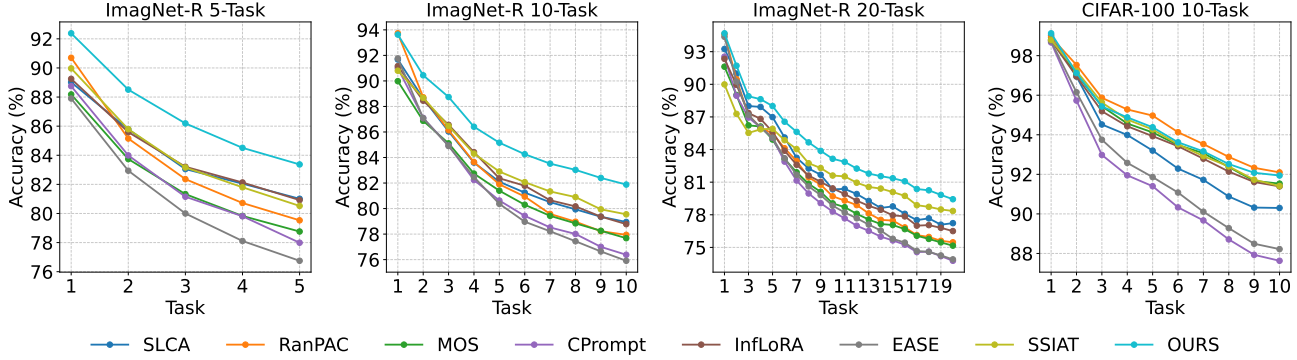 ImagNet-R 5-Task
Accuracy (%)
92
90
88
86
84
82
80
78
76
1 2 3 4 5
Task
ImagNet-R 10-Task
Accuracy (%)
94
92
90
88
86
84
82
80
78
76
1 2 3 4 5 6 7 8 9 10
Task
ImagNet-R 20-Task
Accuracy (%)
93
90
87
84
81
78
75
1 3 5 7 9 11 13 15 17 19
Task
CIFAR-100 10-Task
Accuracy (%)
98
96
94
92
90
88
1 2 3 4 5 6 7 8 9 10
Task
SLCA RanPAC MOS CPrompt InfLoRA EASE SSIAT OURS